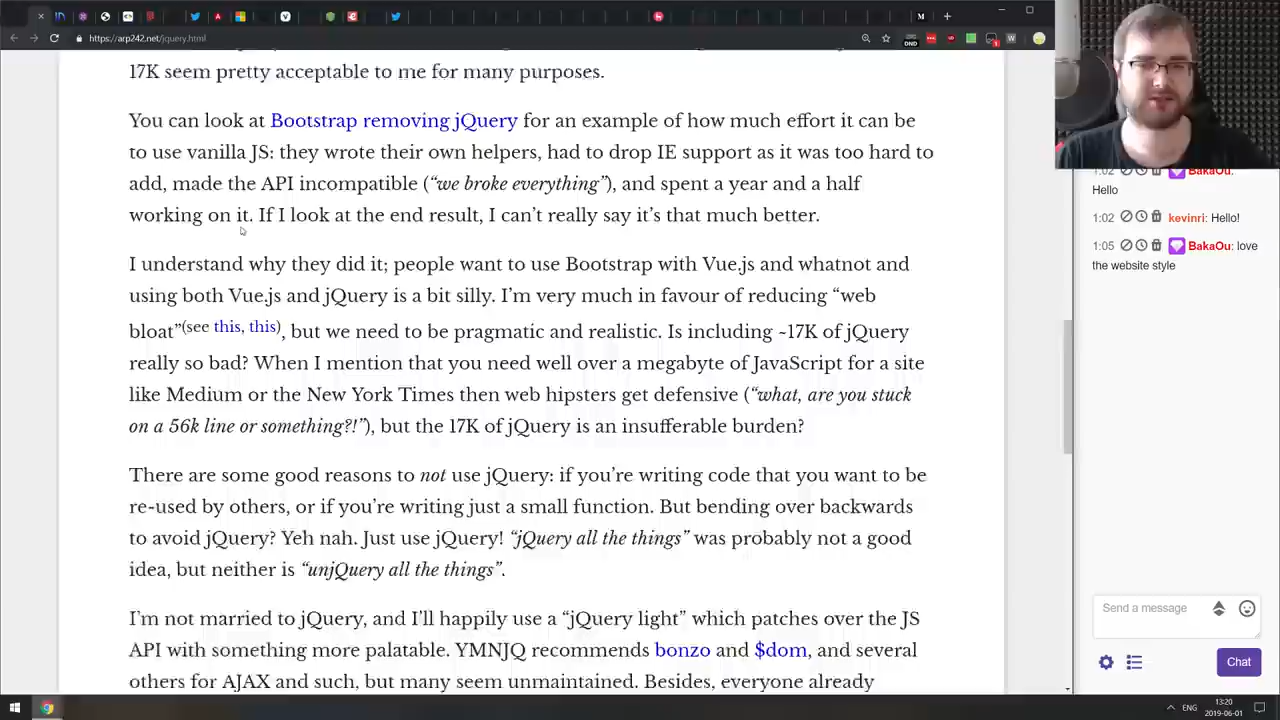 https://arp242.net/jquery.html
17K seem pretty acceptable to me for many purposes.
You can look at Bootstrap removing jQuery for an example of how much effort it can be
to use vanilla JS: they wrote their own helpers, had to drop IE support as it was too hard to
add, made the API incompatible (“we broke everything”), and spent a year and a half
working on it. If I look at the end result, I can’t really say it’s that much better.
I understand why they did it; people want to use Bootstrap with Vue.js and whatnot and
using both Vue.js and jQuery is a bit silly. I’m very much in favour of reducing “web
bloat”(see this, this), but we need to be pragmatic and realistic. Is including ~17K of jQuery
really so bad? When I mention that you need well over a megabyte of JavaScript for a site
like Medium or the New York Times then web hipsters get defensive (“what, are you stuck
on a 56k line or something?!”), but the 17K of jQuery is an insufferable burden?
There are some good reasons to not use jQuery: if you’re writing code that you want to be
re-used by others, or if you’re writing just a small function. But bending over backwards
to avoid jQuery? Yeh nah. Just use jQuery! “jQuery all the things” was probably not a good
idea, but neither is “unjQuery all the things”.
I’m not married to jQuery, and I’ll happily use a “jQuery light” which patches over the JS
API with something more palatable. YMNJQ recommends bonzo and $dom, and several
others for AJAX and such, but many seem unmaintained. Besides, everyone already
1:02 BakaOu:
Hello
1:02 kevinri: Hello!
1:05 BakaOu: love
the website style
Send a message
Chat
ENG
13:20
2019-06-01